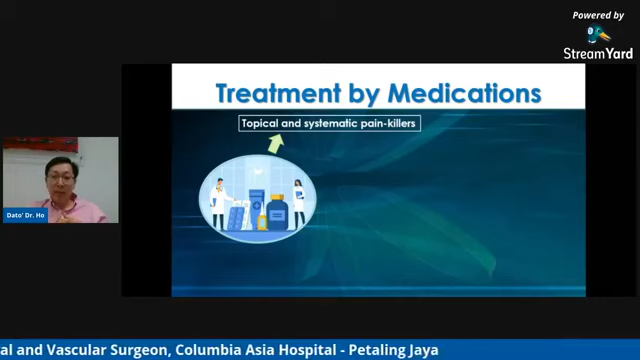 Powered by
StreamYard
Treatment by Medications
Topical and systematic pain-killers
Dato' Dr. Ho
and Vascular Surgeon, Columbia Asia Hospital - Petaling Jaya